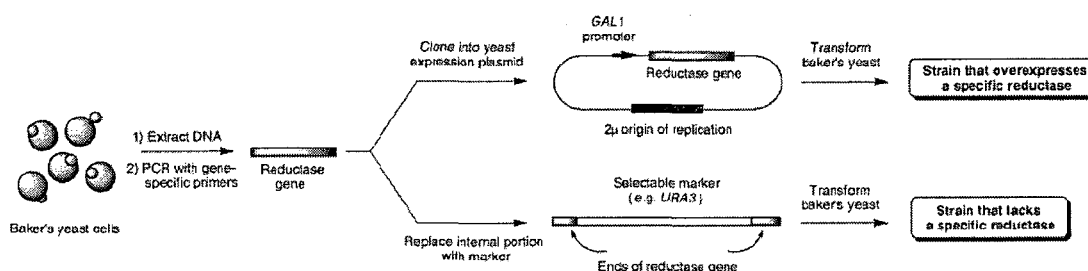 Baker's yeast cells
1) Extract DNA
2) PCR with gene-
specific primers
Reductase
gene
Clone into yeast
expression plasmid
GAL1
promoter
Reductase gene
2µ origin of replication
Transform
baker's yeast
Strain that overexpresses
a specific reductase
Replace internal portion
with marker
Selectable marker
(e.g. URA3)
Ends of reductase gene
Transform
baker's yeast
Strain that lacks
a specific reductase